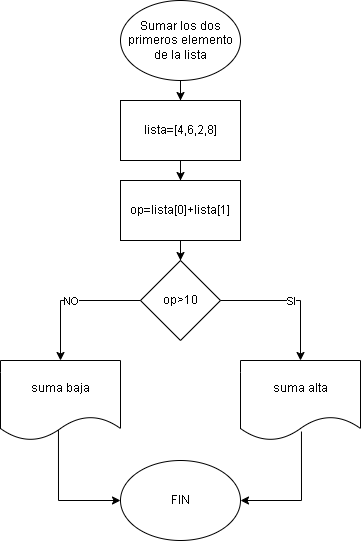 Sumar los dos
primeros elemento
de la lista
lista=[4,6,2,8]
op=lista[0]+lista[1]
op>10
NO
SI
suma baja
suma alta
FIN